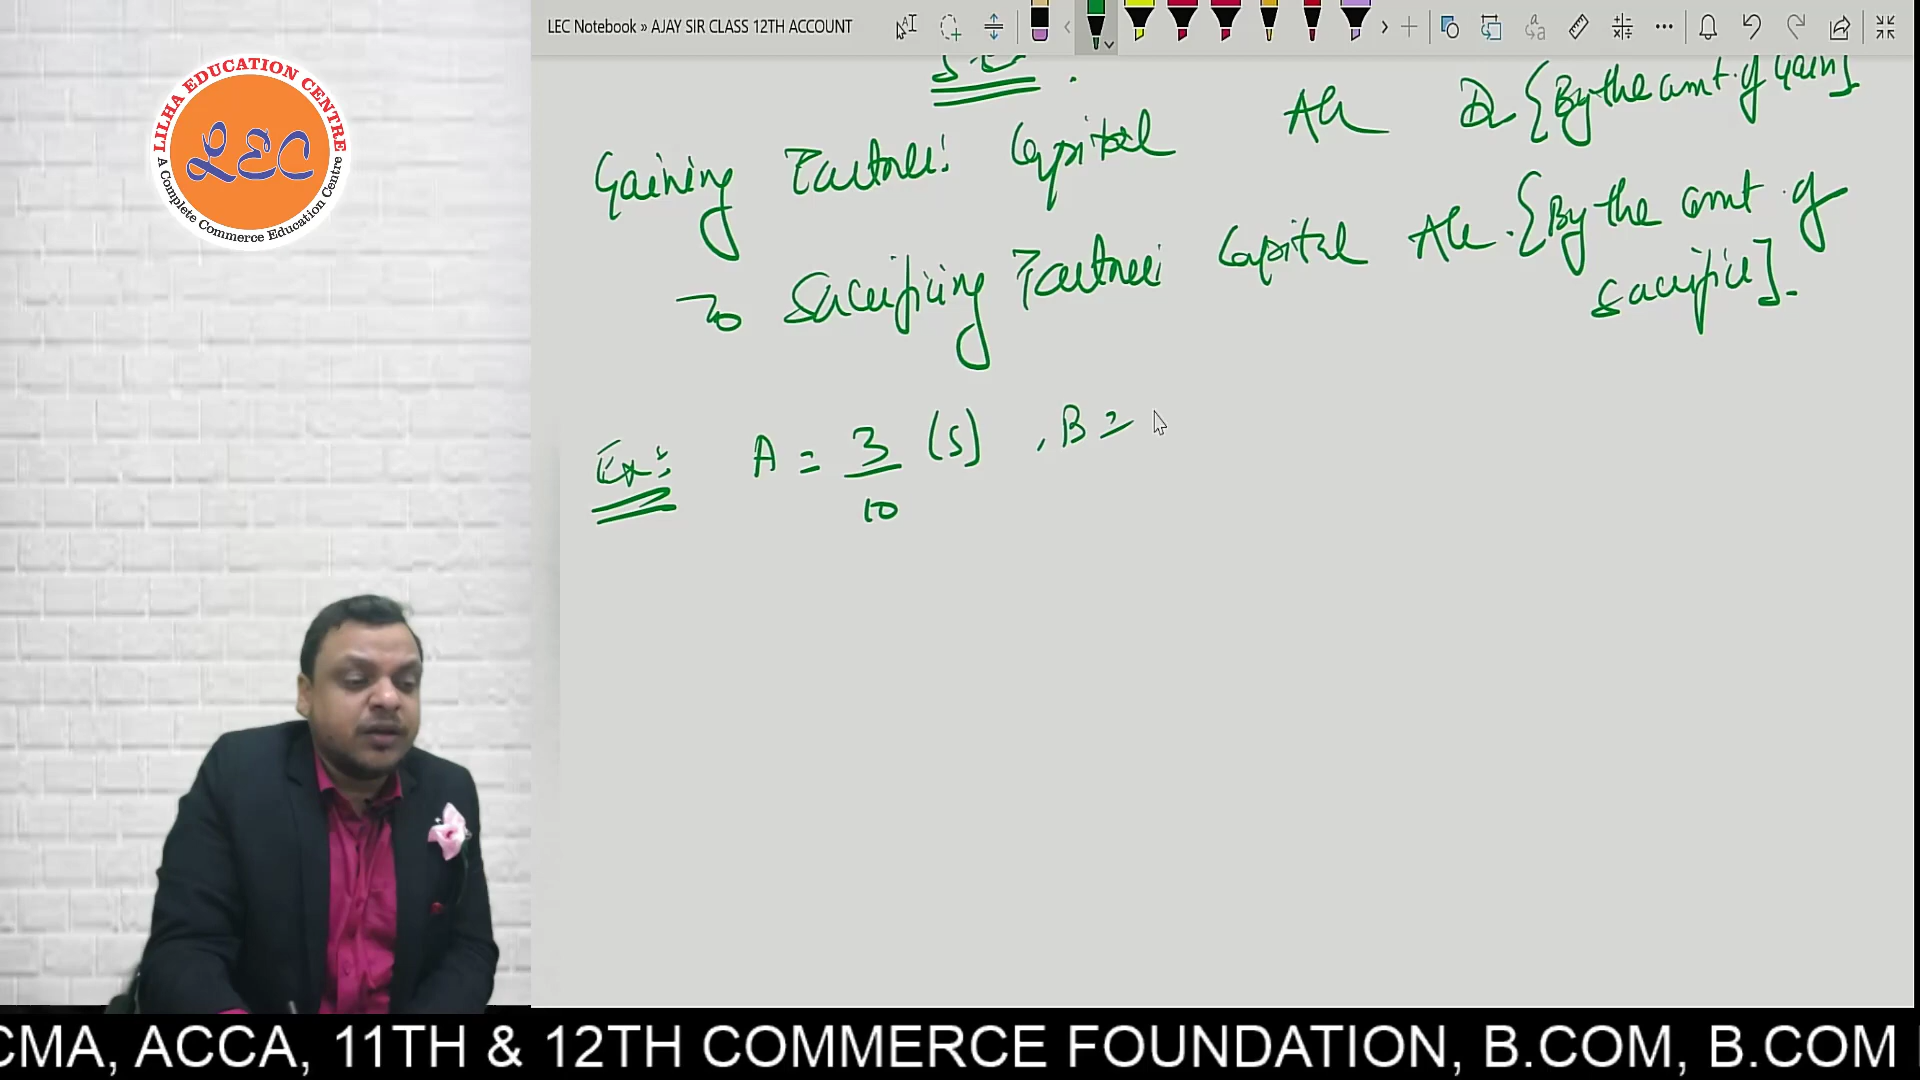 LEC Notebook » AJAY SIR CLASS 12TH ACCOUNT
LILHA EDUCATION CENTRE
LEC
A Complete Commerce Education Centre
Gaining Partners' Capital A/c Dr {By the amt. of Gain}
To Sacrificing Partners' Capital A/c. {By the amt. of
sacrifice].
Ex:- A = 3/10 (S) , B =
CMA, ACCA, 11TH & 12TH COMMERCE FOUNDATION, B.COM, B.COM